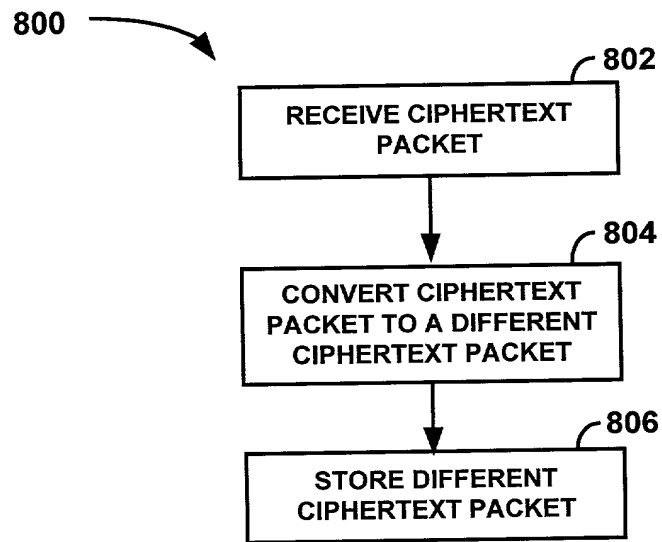 800
802
RECEIVE CIPHERTEXT
PACKET
804
CONVERT CIPHERTEXT
PACKET TO A DIFFERENT
CIPHERTEXT PACKET
806
STORE DIFFERENT
CIPHERTEXT PACKET